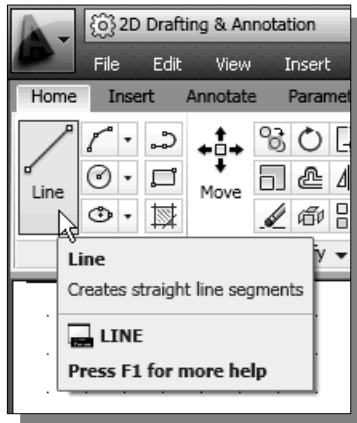 2D Drafting & Annotation
File Edit View Insert
Home Insert Annotate Paramet
Line
Move
Line
Creates straight line segments
LINE
Press F1 for more help